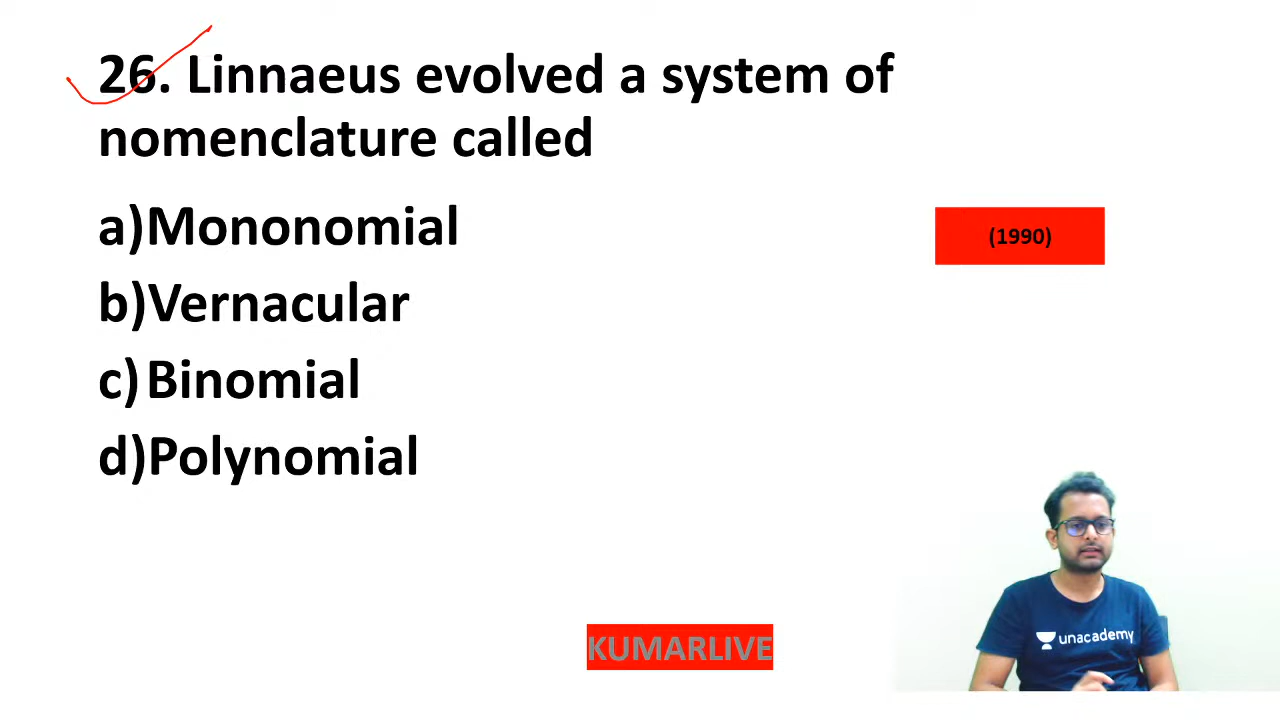 26. Linnaeus evolved a system of
nomenclature called
a)Mononomial
(1990)
b)Vernacular
c)Binomial
d)Polynomial
unacademy
KUMARLIVE